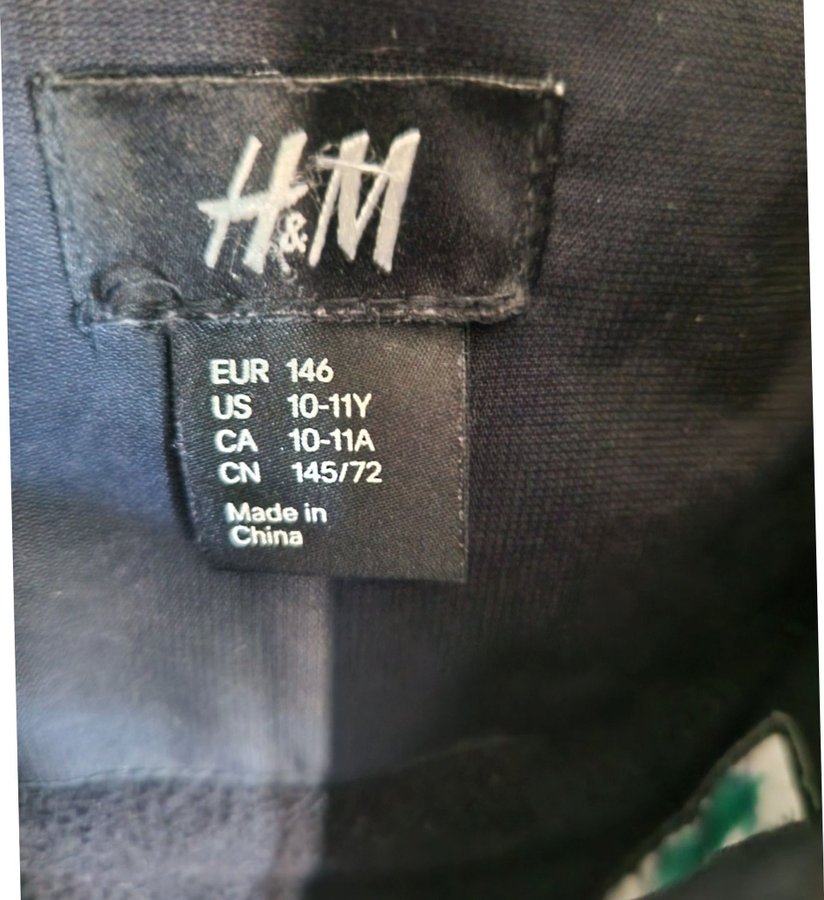 H&M
EUR 146
US 10-11Y
CA 10-11A
CN 145/72
Made in
China